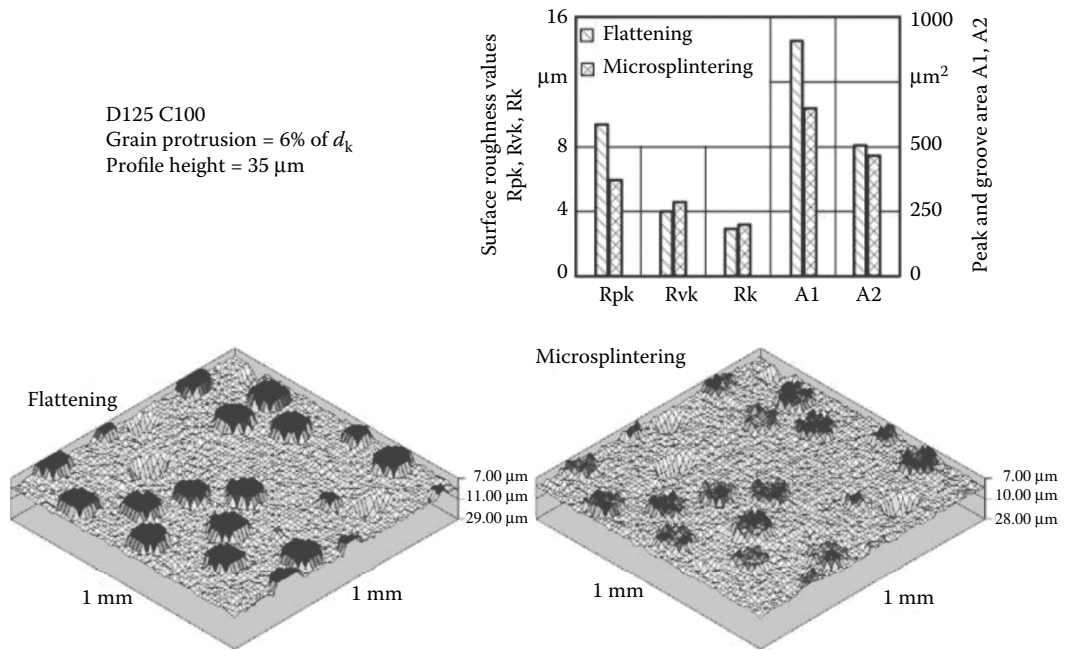 D125 C100
Grain protrusion = 6% of dk
Profile height = 35 μm
Surface roughness values
Rpk, Rvk, Rk
16
μm
8
4
0
Flattening
Microsplintering
1000
μm²
500
250
0
Peak and groove area A1, A2
Rpk
Rvk
Rk
A1
A2
Flattening
7.00 μm
11.00 μm
29.00 μm
1 mm
1 mm
Microsplintering
7.00 μm
10.00 μm
28.00 μm
1 mm
1 mm